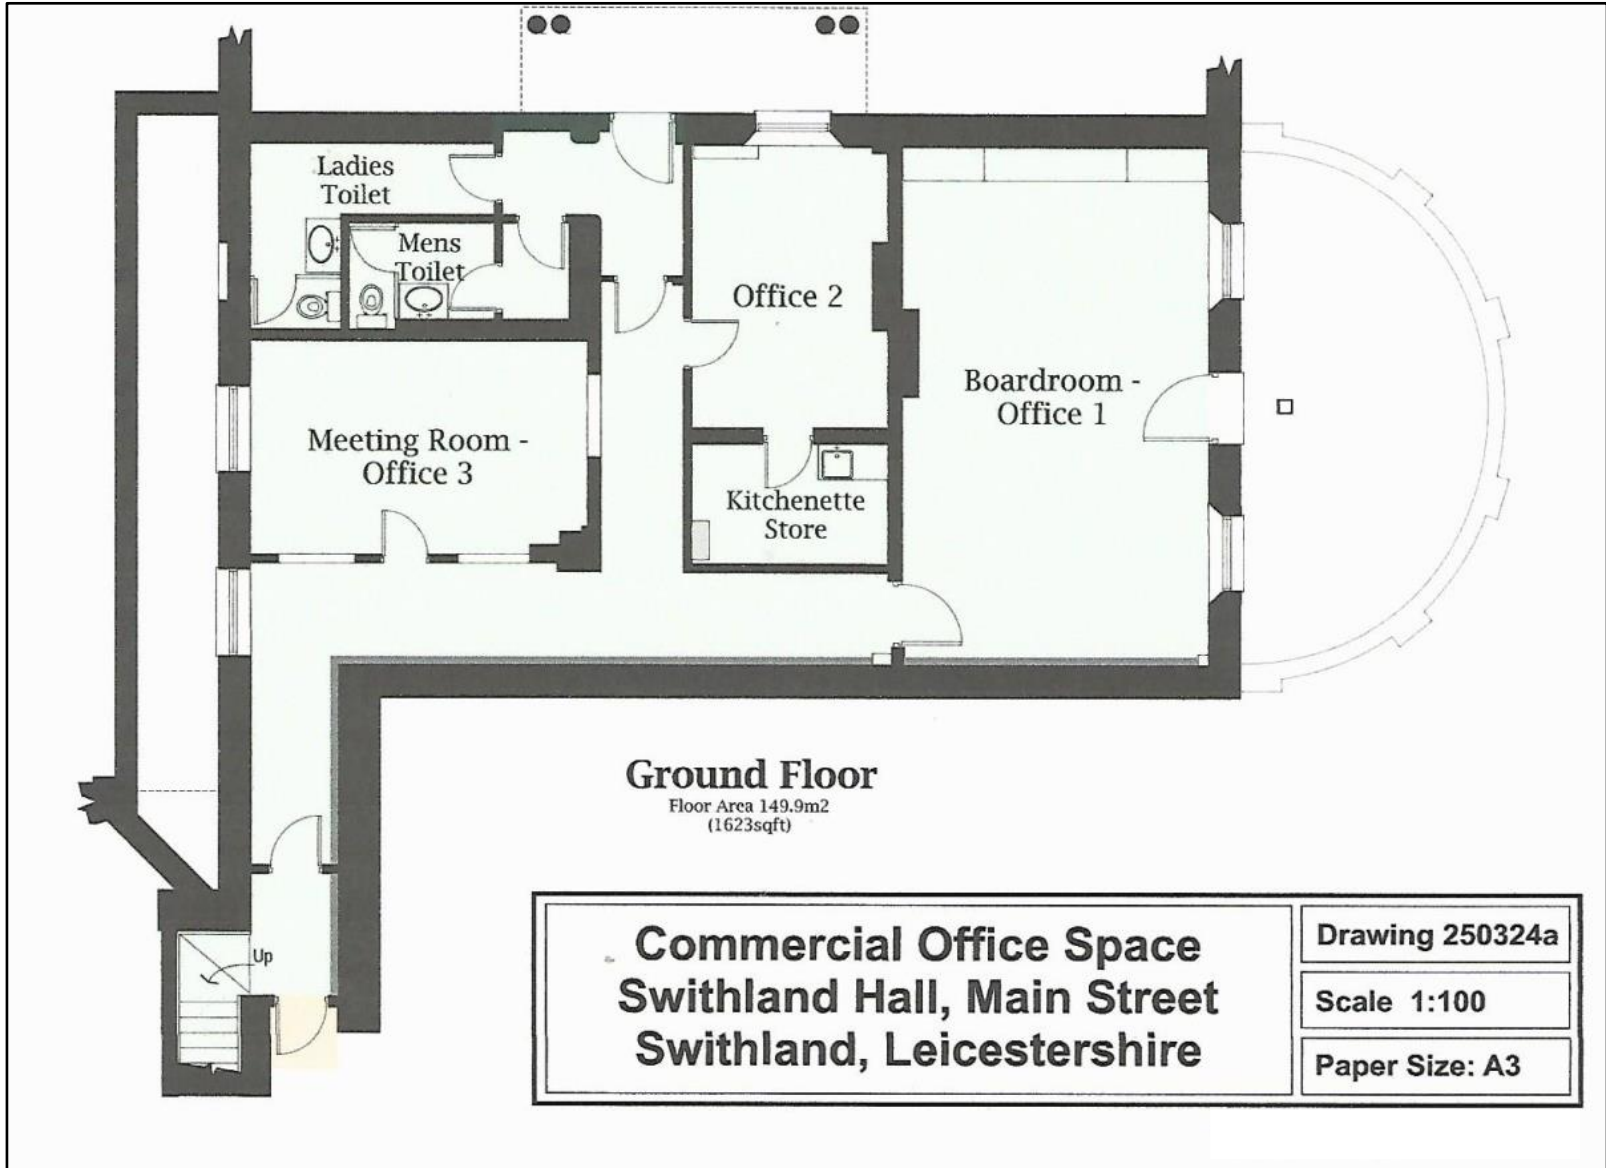 Ladies
Toilet
Mens
Toilet
Office 2
Boardroom -
Office 1
Meeting Room -
Office 3
Kitchenette
Store
Ground Floor
Floor Area 149.9m2
(1623sqft)
Up
Commercial Office Space
Swithland Hall, Main Street
Swithland, Leicestershire
Drawing 250324a
Scale 1:100
Paper Size: A3